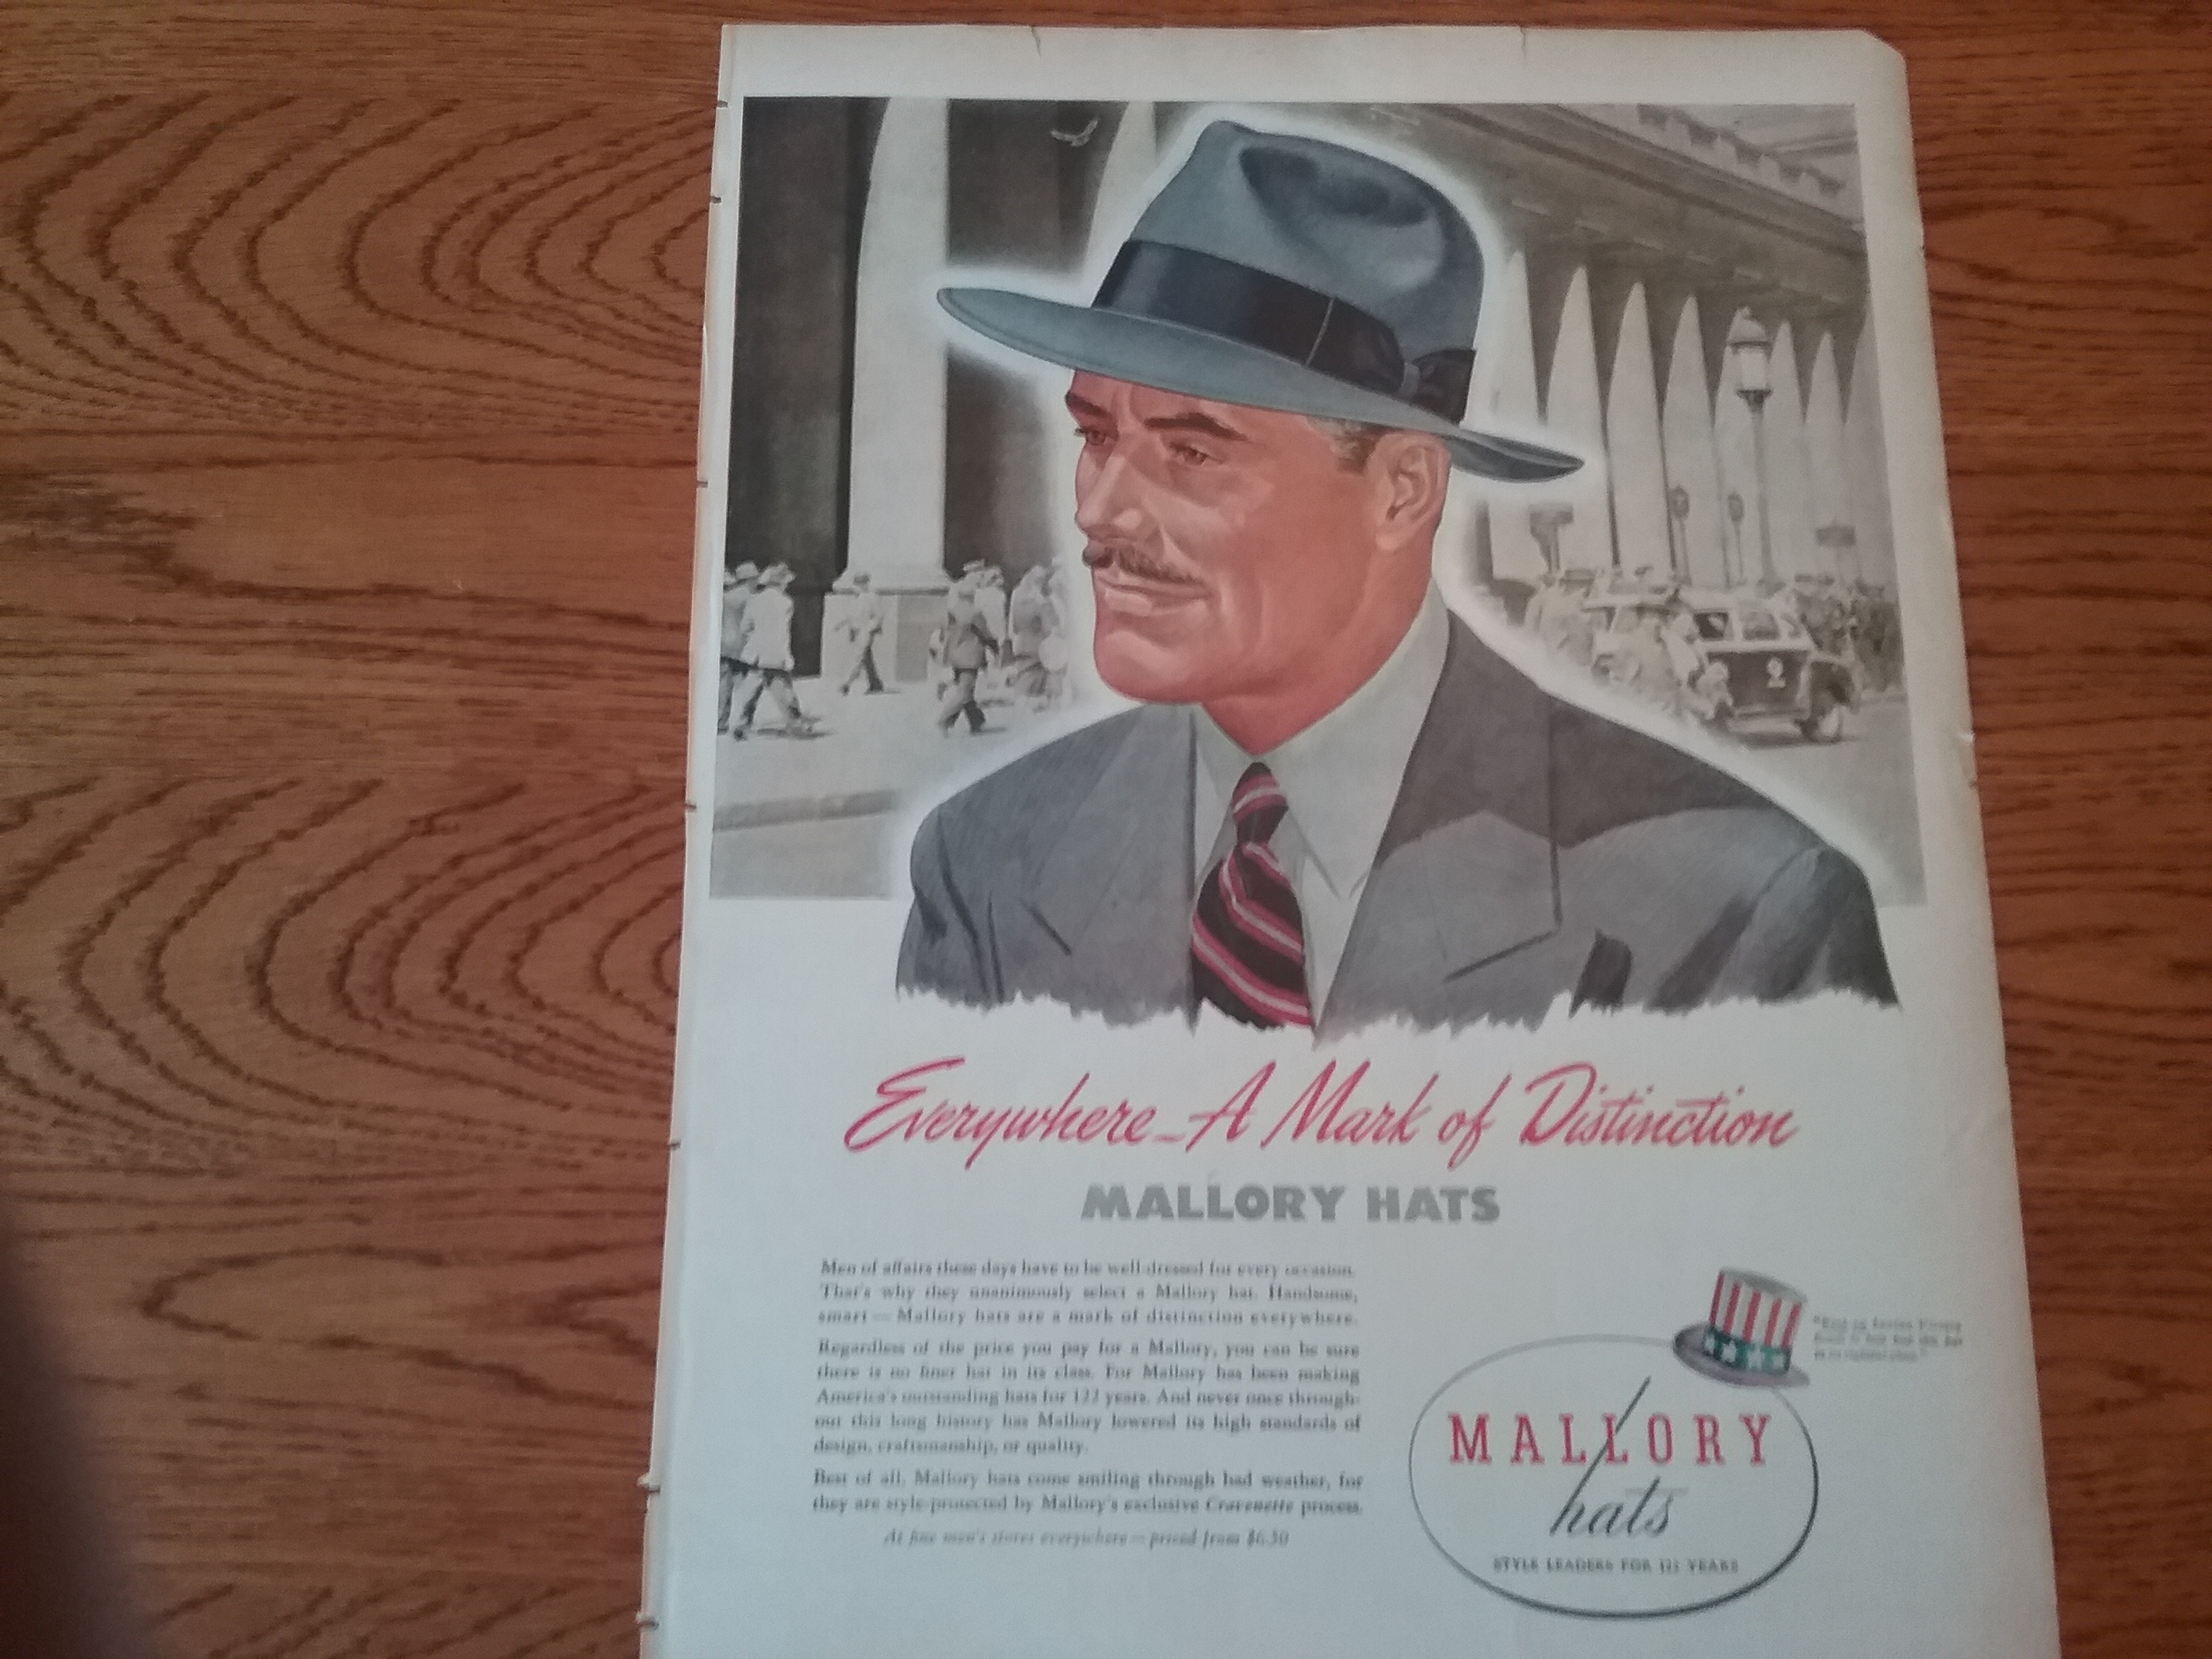 Everywhere—A Mark of Distinction
MALLORY HATS
Men of affairs these days have to be well-dressed for every occasion.
That's why they unanimously select a Mallory hat. Handsome,
smart — Mallory hats are a mark of distinction everywhere.
Regardless of the price you pay for a Mallory, you can be sure
there is no finer hat in its class. For Mallory has been making
America's outstanding hats for 122 years. And never once through-
out this long history has Mallory lowered its high standards of
design, craftsmanship, or quality.
Best of all, Mallory hats come smiling through bad weather, for
they are style-protected by Mallory's exclusive Cravenette process.
At fine men's stores everywhere — priced from $6.50
MALLORY
hats
STYLE LEADERS FOR 122 YEARS